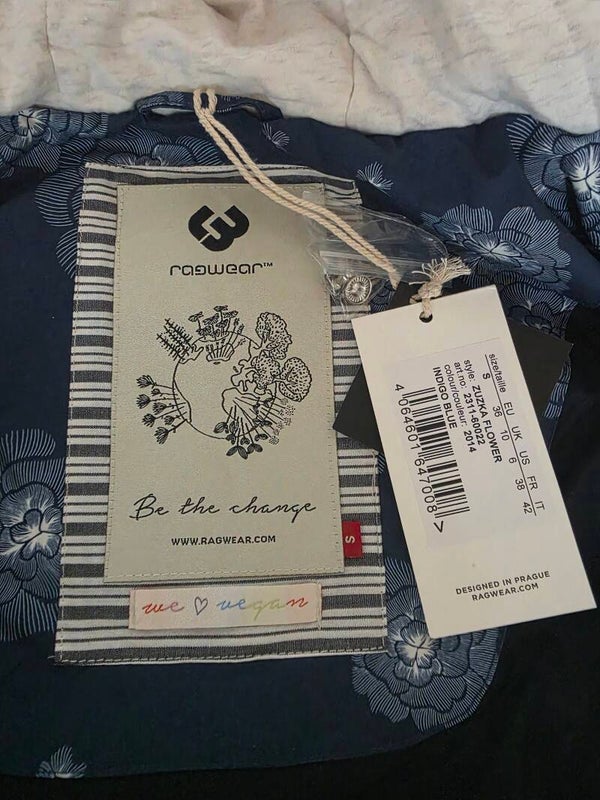 ragwear™
Be the change
WWW.RAGWEAR.COM
S
we ♡ vegan
size/taille EU UK US FR IT
S 36 10 6 38 42
style: ZUZKA FLOWER
art.no.: 2311-60022
colour/couleur: 2014
INDIGO BLUE
4 064601 647008 >
DESIGNED IN PRAGUE
RAGWEAR.COM